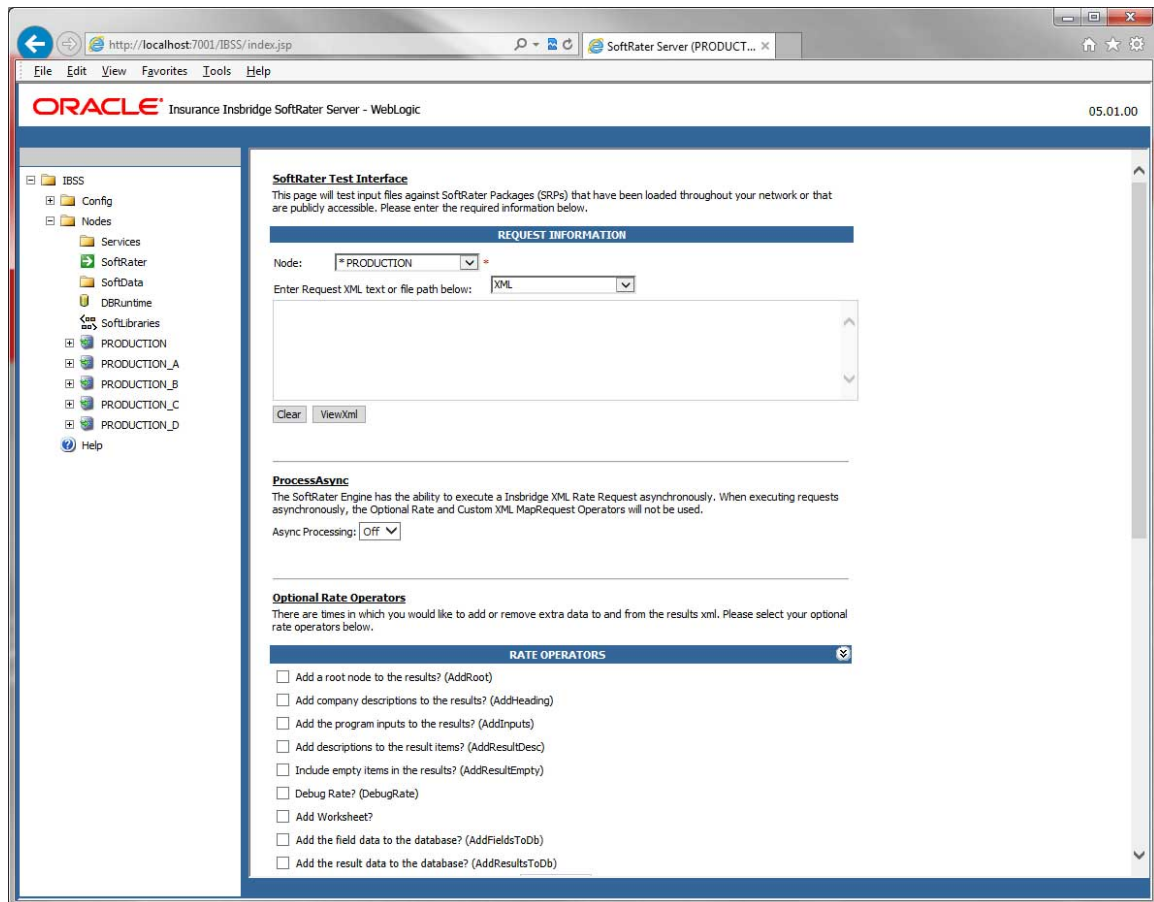 http://localhost:7001/IBSS/index.jsp
SoftRater Server (PRODUCT...
File Edit View Favorites Tools Help
ORACLE Insurance Insbridge SoftRater Server - WebLogic
05.01.00
IBSS
Config
Nodes
Services
SoftRater
SoftData
DBRuntime
SoftLibraries
PRODUCTION
PRODUCTION_A
PRODUCTION_B
PRODUCTION_C
PRODUCTION_D
Help
SoftRater Test Interface
This page will test input files against SoftRater Packages (SRPs) that have been loaded throughout your network or that
are publicly accessible. Please enter the required information below.
REQUEST INFORMATION
Node: * PRODUCTION *
Enter Request XML text or file path below: XML
Clear ViewXml
ProcessAsync
The SoftRater Engine has the ability to execute a Insbridge XML Rate Request asynchronously. When executing requests
asynchronously, the Optional Rate and Custom XML MapRequest Operators will not be used.
Async Processing: Off
Optional Rate Operators
There are times in which you would like to add or remove extra data to and from the results xml. Please select your optional
rate operators below.
RATE OPERATORS
Add a root node to the results? (AddRoot)
Add company descriptions to the results? (AddHeading)
Add the program inputs to the results? (AddInputs)
Add descriptions to the result items? (AddResultDesc)
Include empty items in the results? (AddResultEmpty)
Debug Rate? (DebugRate)
Add Worksheet?
Add the field data to the database? (AddFieldsToDb)
Add the result data to the database? (AddResultsToDb)